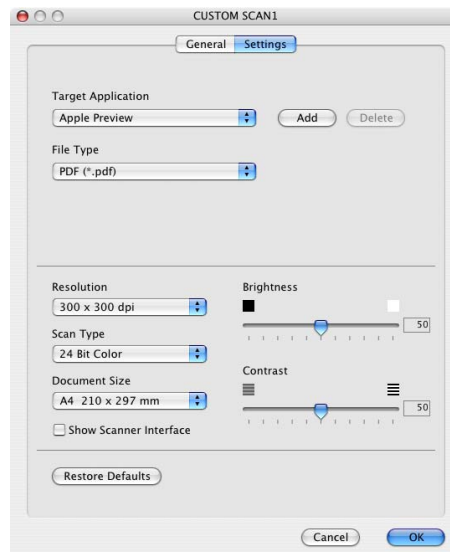 CUSTOM SCAN1
General Settings
Target Application
Apple Preview Add Delete
File Type
PDF (*.pdf)
Resolution
300 x 300 dpi
Scan Type
24 Bit Color
Document Size
A4 210 x 297 mm
Show Scanner Interface
Brightness
50
Contrast
50
Restore Defaults
Cancel OK